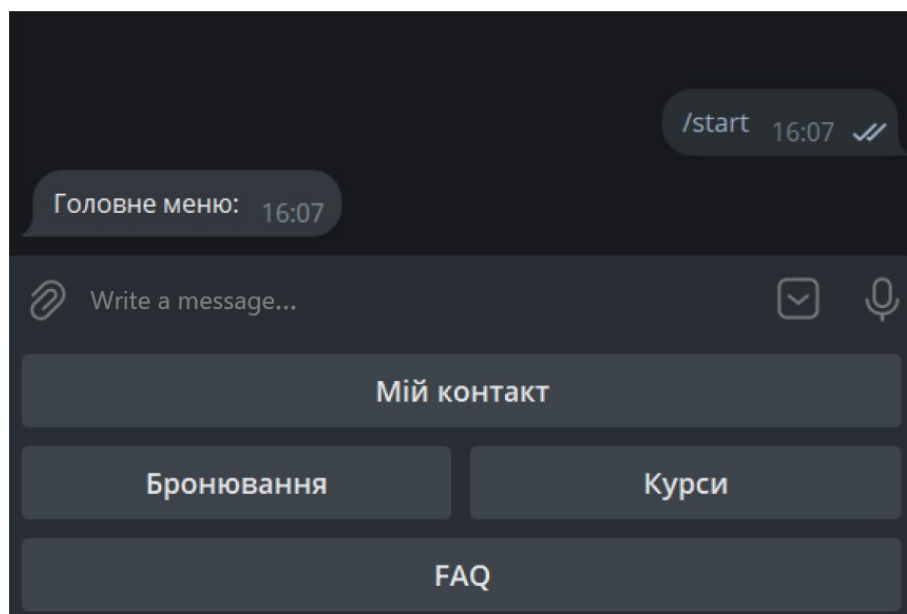 /start 16:07
Головне меню: 16:07
Write a message...
Мій контакт
Бронювання Курси
FAQ